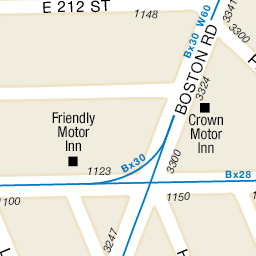 E 212 ST
1148
Bx30 W60
3341
3300
BOSTON RD
3324
Friendly
Motor
Inn
Crown
Motor
Inn
1123
Bx30
3300
Bx28
1150
1165
3247